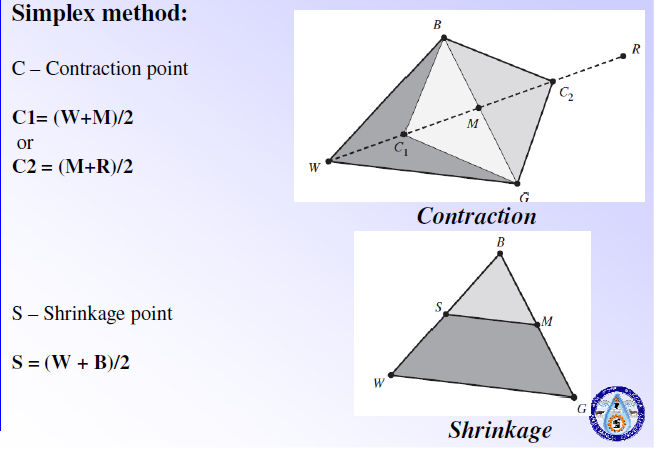 Simplex method:
C – Contraction point
C1= (W+M)/2
or
C2 = (M+R)/2
B
R
C2
M
C1
W
G
Contraction
S – Shrinkage point
S = (W + B)/2
B
S
M
W
G
Shrinkage